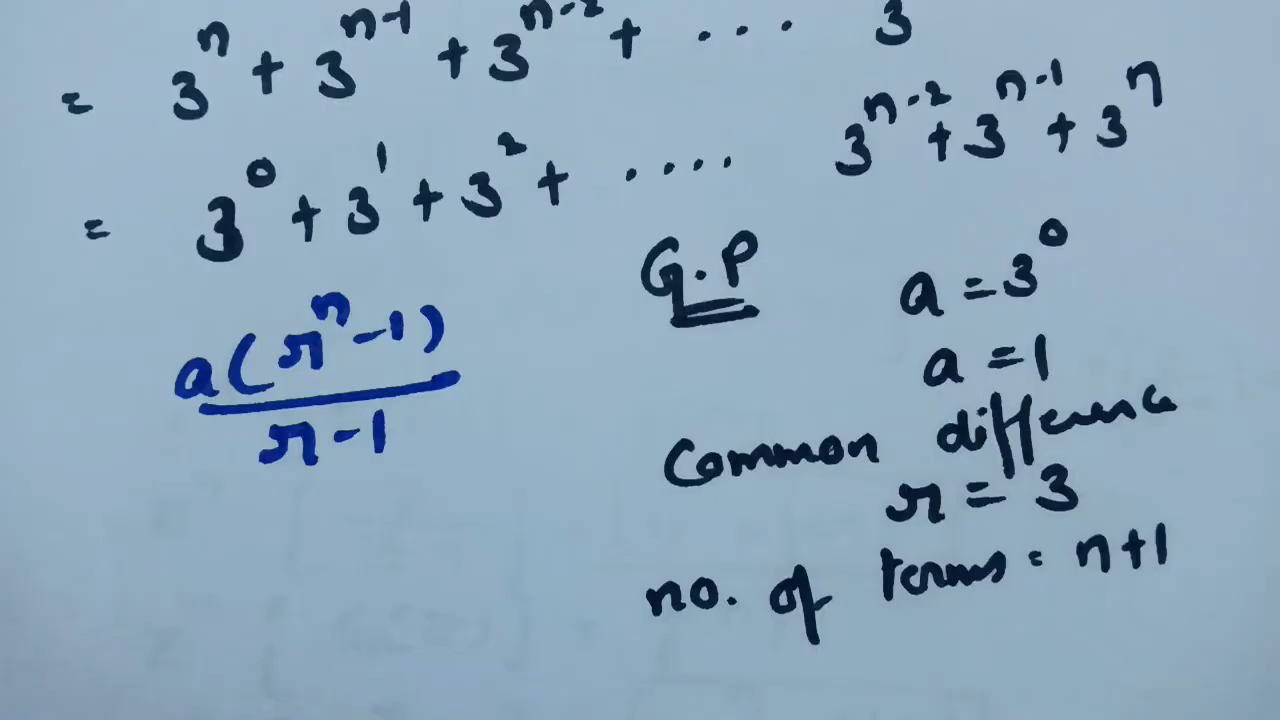 = 3^n + 3^(n-1) + 3^(n-2) + ... 3
= 3^0 + 3^1 + 3^2 + .... 3^(n-2) + 3^(n-1) + 3^n
G.P
a = 3^0
a = 1
a(r^n - 1)
r - 1
Common difference
r = 3
no. of terms = n+1